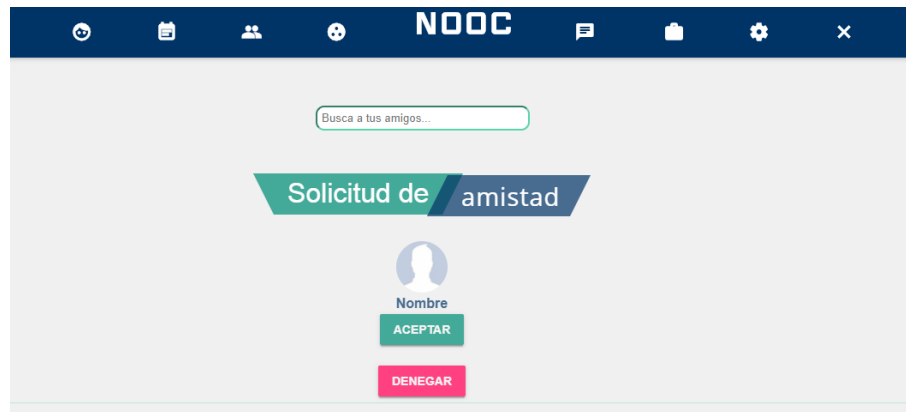 NOOC
Busca a tus amigos...
Solicitud de amistad
Nombre
ACEPTAR
DENEGAR